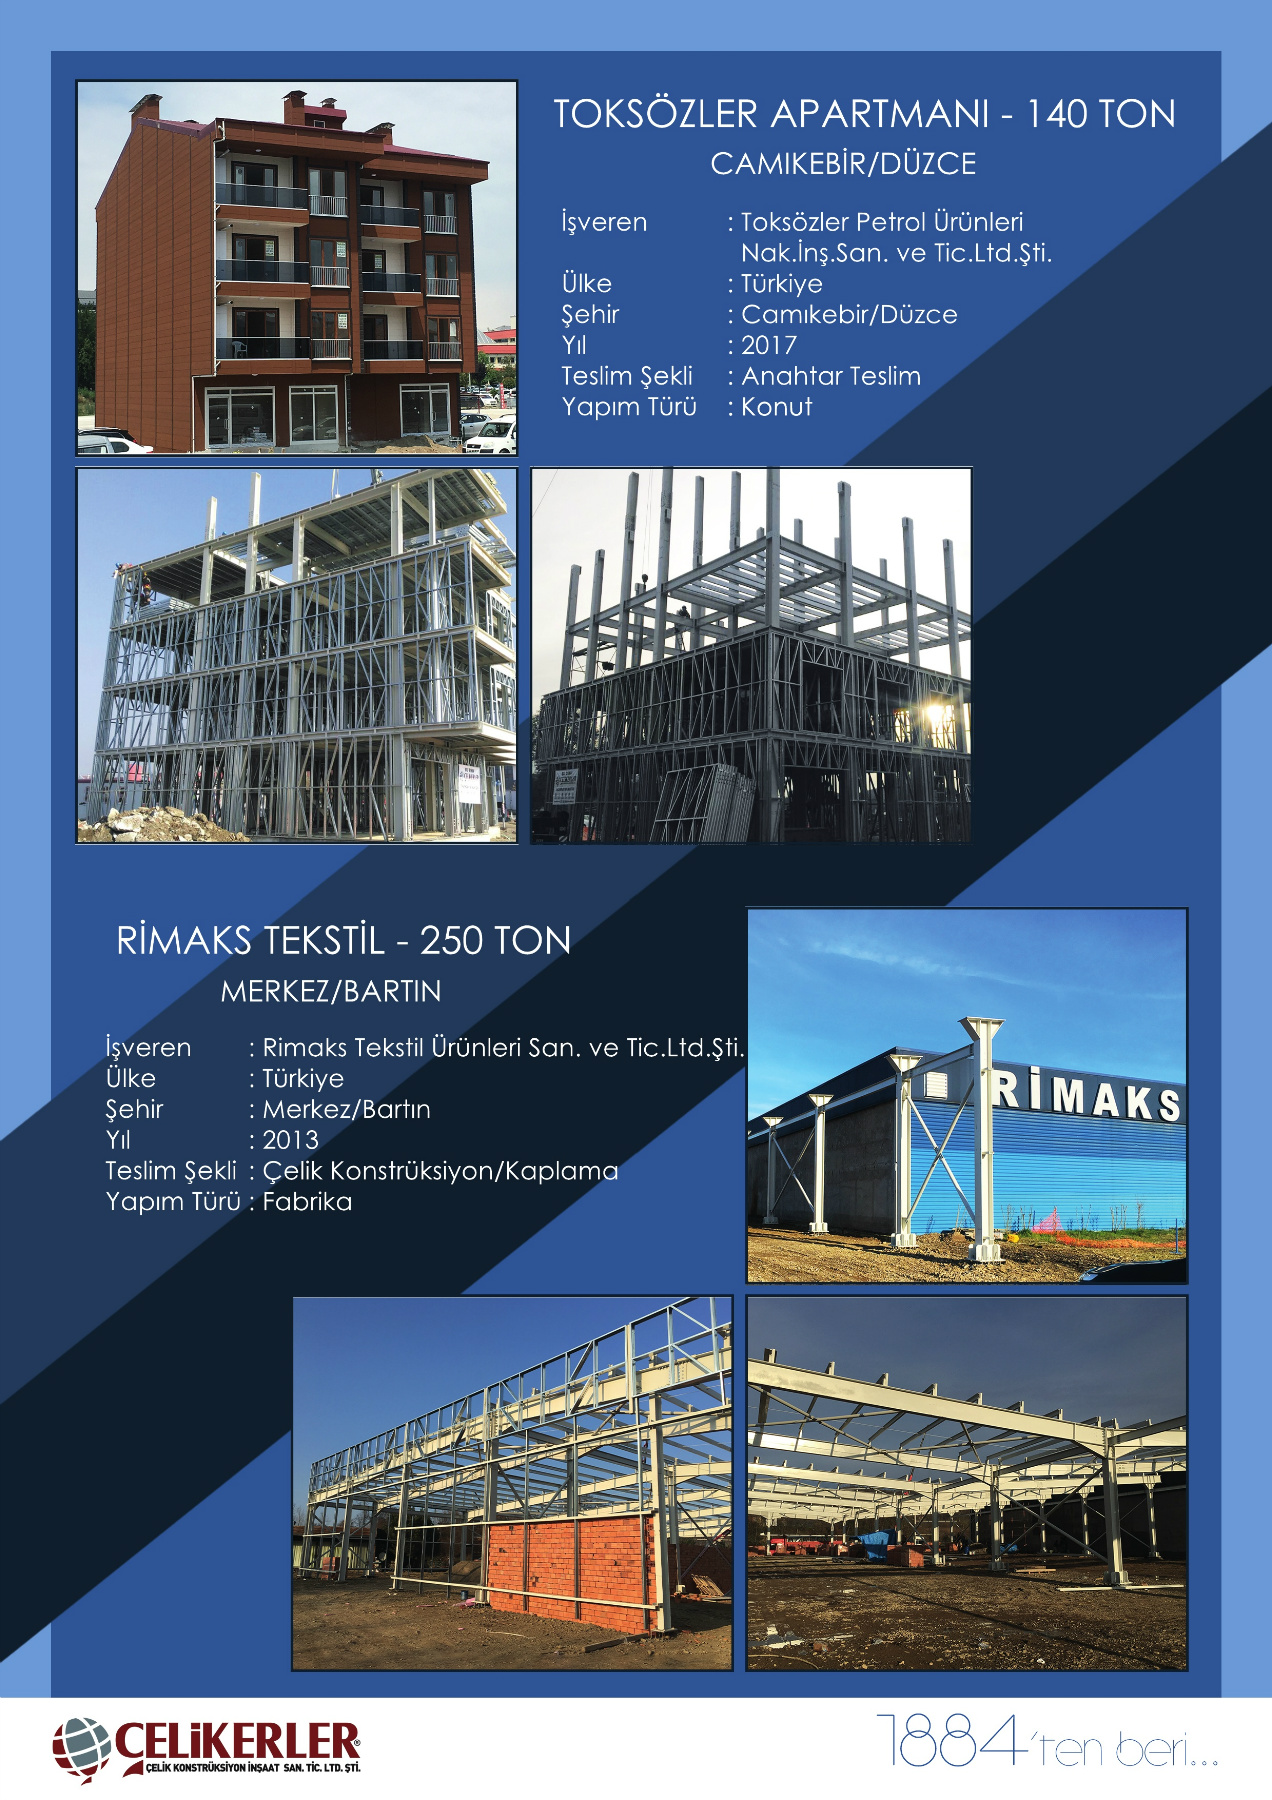 TOKSÖZLER APARTMANI - 140 TON
CAMIKEBİR/DÜZCE
İşveren : Toksözler Petrol Ürünleri
Nak.İnş.San. ve Tic.Ltd.Şti.
Ülke : Türkiye
Şehir : Camıkebir/Düzce
Yıl : 2017
Teslim Şekli : Anahtar Teslim
Yapım Türü : Konut
RİMAKS TEKSTİL - 250 TON
MERKEZ/BARTIN
İşveren : Rimaks Tekstil Ürünleri San. ve Tic.Ltd.Şti.
Ülke : Türkiye
Şehir : Merkez/Bartın
Yıl : 2013
Teslim Şekli : Çelik Konstrüksiyon/Kaplama
Yapım Türü : Fabrika
RİMAKS
ÇELiKERLER®
ÇELİK KONSTRÜKSİYON İNŞAAT SAN. TİC. LTD. ŞTİ.
1884'ten beri...